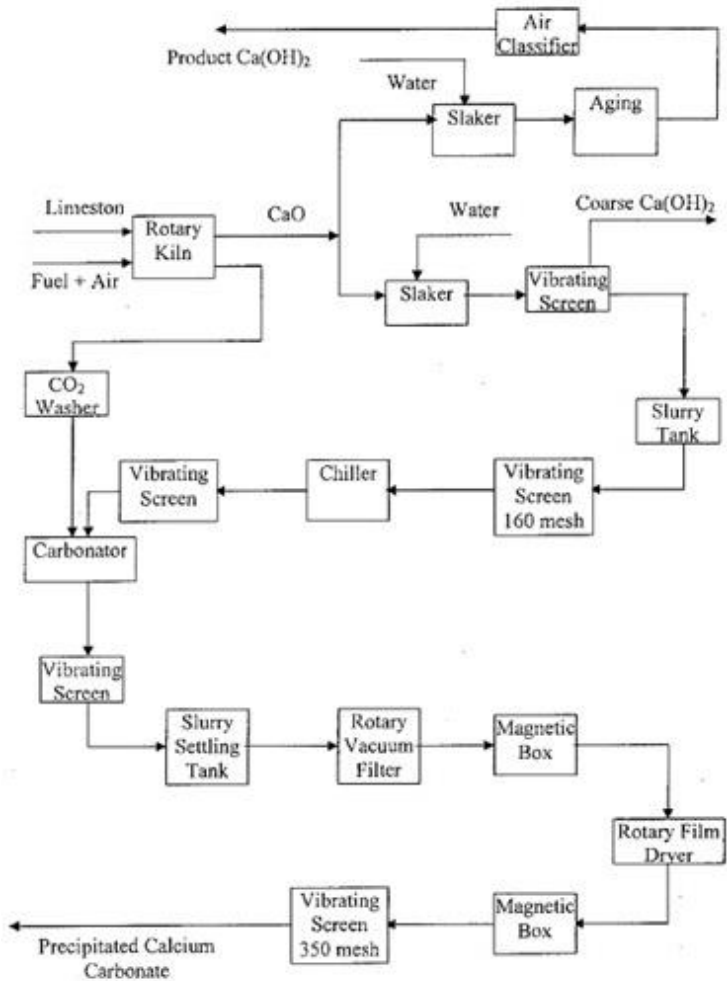 Air
Classifier
Product Ca(OH)₂
Water
Slaker
Aging
Limeston
Rotary
Kiln
CaO
Fuel + Air
Water
Coarse Ca(OH)₂
Slaker
Vibrating
Screen
CO₂
Washer
Slurry
Tank
Vibrating
Screen
Chiller
Vibrating
Screen
160 mesh
Carbonator
Vibrating
Screen
Slurry
Settling
Tank
Rotary
Vacuum
Filter
Magnetic
Box
Rotary Film
Dryer
Vibrating
Screen
350 mesh
Magnetic
Box
Precipitated Calcium
Carbonate